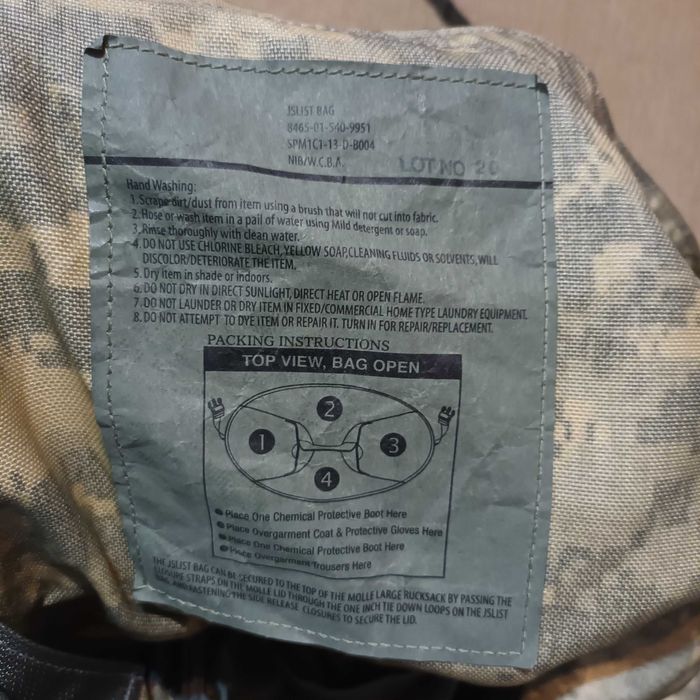 JSLIST BAG
8465-01-540-9951
SPM1C1-13-D-B004
NIB/W.C.B.A.
LOT NO 20
Hand Washing:
1. Scrape dirt/dust from item using a brush that will not cut into fabric.
2. Hose or wash item in a pail of water using Mild detergent or soap.
3. Rinse thoroughly with clean water.
4. DO NOT USE CHLORINE BLEACH, YELLOW SOAP,CLEANING FLUIDS OR SOLVENTS, WILL
DISCOLOR/DETERIORATE THE ITEM.
5. Dry item in shade or indoors.
6. DO NOT DRY IN DIRECT SUNLIGHT, DIRECT HEAT OR OPEN FLAME.
7. DO NOT LAUNDER OR DRY ITEM IN FIXED/COMMERCIAL HOME TYPE LAUNDRY EQUIPMENT.
8. DO NOT ATTEMPT TO DYE ITEM OR REPAIR IT. TURN IN FOR REPAIR/REPLACEMENT.
PACKING INSTRUCTIONS
TOP VIEW, BAG OPEN
2
1 3
4
Place One Chemical Protective Boot Here
Place Overgarment Coat & Protective Gloves Here
Place One Chemical Protective Boot Here
Place Overgarment Trousers Here
THE JSLIST BAG CAN BE SECURED TO THE TOP OF THE MOLLE LARGE RUCKSACK BY PASSING THE
CLOSURE STRAPS ON THE MOLLE LID THROUGH THE ONE INCH TIE DOWN LOOPS ON THE JSLIST
BAG, AND FASTENING THE SIDE RELEASE CLOSURES TO SECURE THE LID.